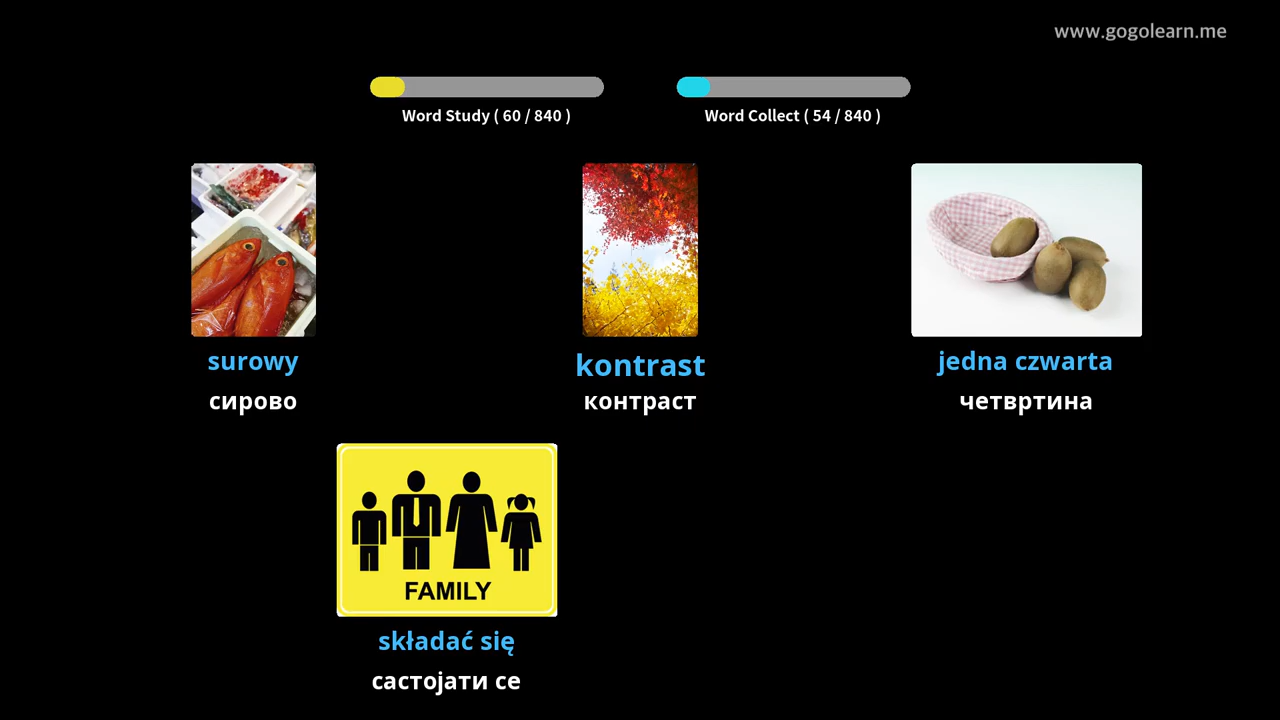 www.gogolearn.me
Word Study ( 60 / 840 )
Word Collect ( 54 / 840 )
surowy
сирово
kontrast
контраст
jedna czwarta
четвртина
FAMILY
składać się
састојати се